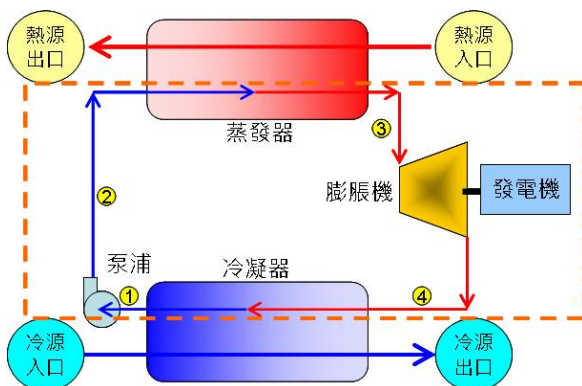 熱源
出口
熱源
入口
蒸發器
③
②
膨脹機
發電機
泵浦
冷凝器
①
④
冷源
入口
冷源
出口